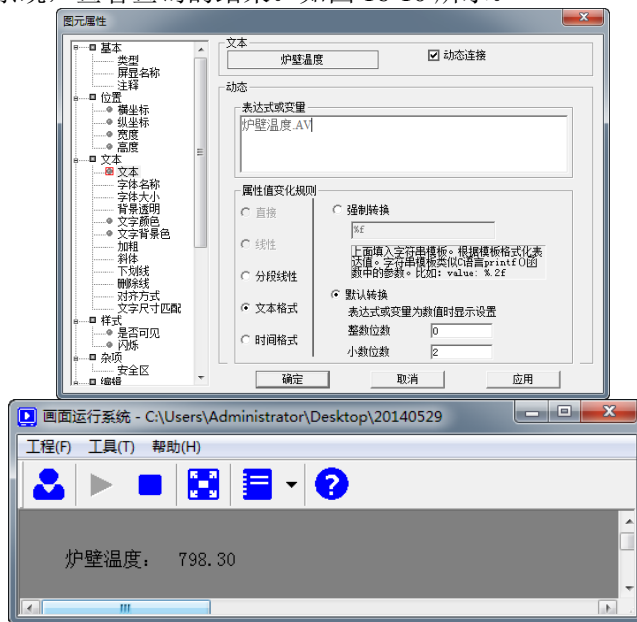 图元属性
基本
类型
屏显名称
注释
位置
横坐标
纵坐标
宽度
高度
文本
文本
字体名称
字体大小
背景透明
文字颜色
文字背景色
加粗
斜体
下划线
删除线
对齐方式
文字尺寸匹配
样式
是否可见
闪烁
杂项
安全区
编辑
文本
炉壁温度
动态连接
动态
表达式或变量
炉壁温度.AV
属性值变化规则
直接
线性
分段线性
文本格式
时间格式
强制转换
%f
上面填入字符串模板。根据模板格式化表
达值。字符串模板类似C语言printf()函
数中的参数。比如: value: %.2f
默认转换
表达式或变量为数值时显示设置
整数位数 0
小数位数 2
确定 取消 应用
画面运行系统 - C:\Users\Administrator\Desktop\20140529
工程(F) 工具(T) 帮助(H)
炉壁温度: 798.30